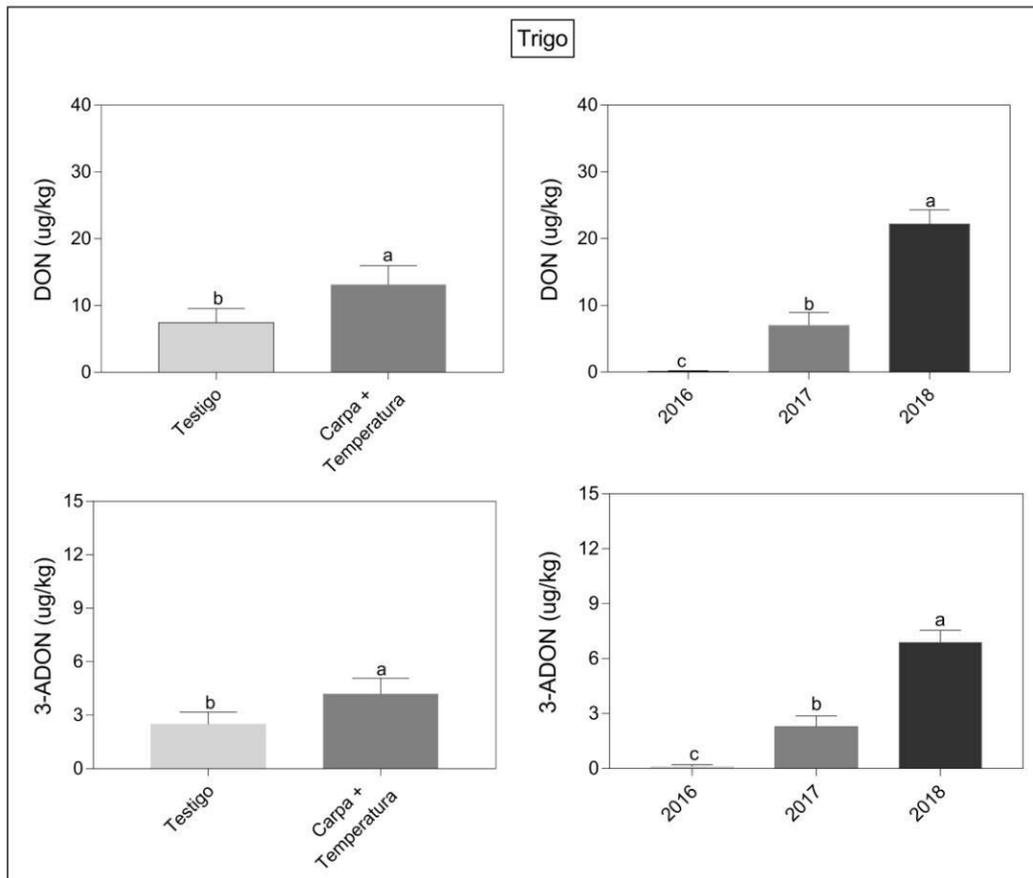 Trigo
DON (ug/kg)
40
30
20
10
0
b
a
Testigo
Carpa +
Temperatura
DON (ug/kg)
40
30
20
10
0
c
b
a
2016
2017
2018
3-ADON (ug/kg)
15
12
9
6
3
0
b
a
Testigo
Carpa +
Temperatura
3-ADON (ug/kg)
15
12
9
6
3
0
c
b
a
2016
2017
2018